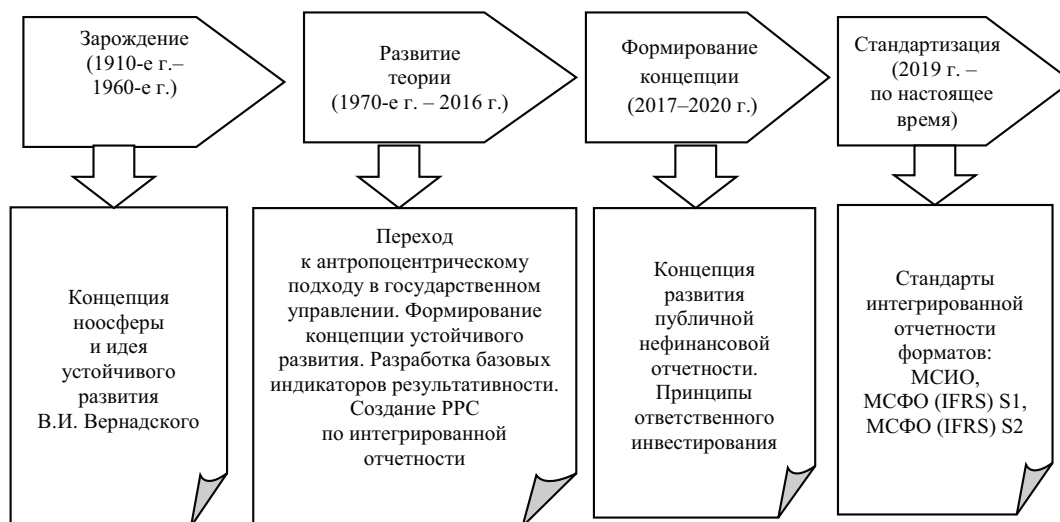 Зарождение
(1910-е г.–
1960-е г.)
Развитие
теории
(1970-е г. – 2016 г.)
Формирование
концепции
(2017–2020 г.)
Стандартизация
(2019 г. –
по настоящее
время)
Концепция
ноосферы
и идея
устойчивого
развития
В.И. Вернадского
Переход
к антропоцентрическому
подходу в государственном
управлении. Формирование
концепции устойчивого
развития. Разработка базовых
индикаторов результативности.
Создание РРС
по интегрированной
отчетности
Концепция
развития
публичной
нефинансовой
отчетности.
Принципы
ответственного
инвестирования
Стандарты
интегрированной
отчетности
форматов:
МСИО,
МСФО (IFRS) S1,
МСФО (IFRS) S2